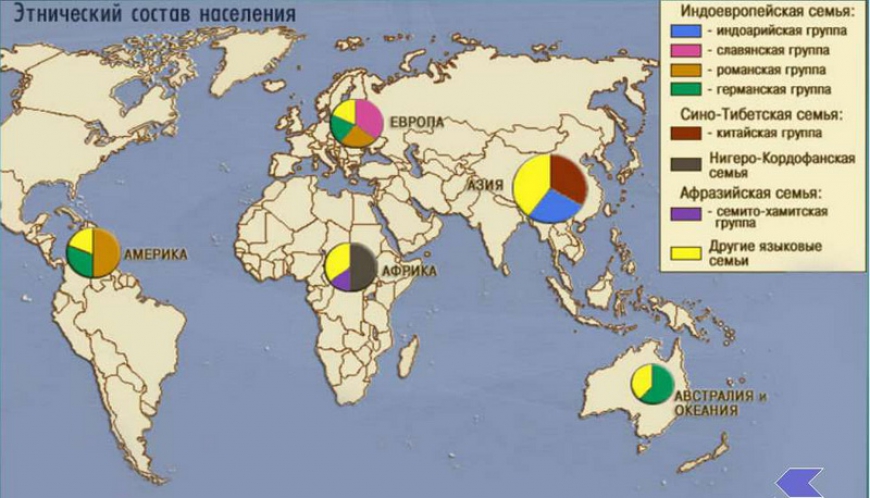 Этнический состав населения
Индоевропейская семья:
- индоарийская группа
- славянская группа
- романская группа
- германская группа
Сино-Тибетская семья:
- китайская группа
Нигеро-Кордофанская
семья
Афразийская семья:
- семито-хамитская
группа
Другие языковые
семьи
ЕВРОПА
АЗИЯ
АМЕРИКА
АФРИКА
АВСТРАЛИЯ и
ОКЕАНИЯ